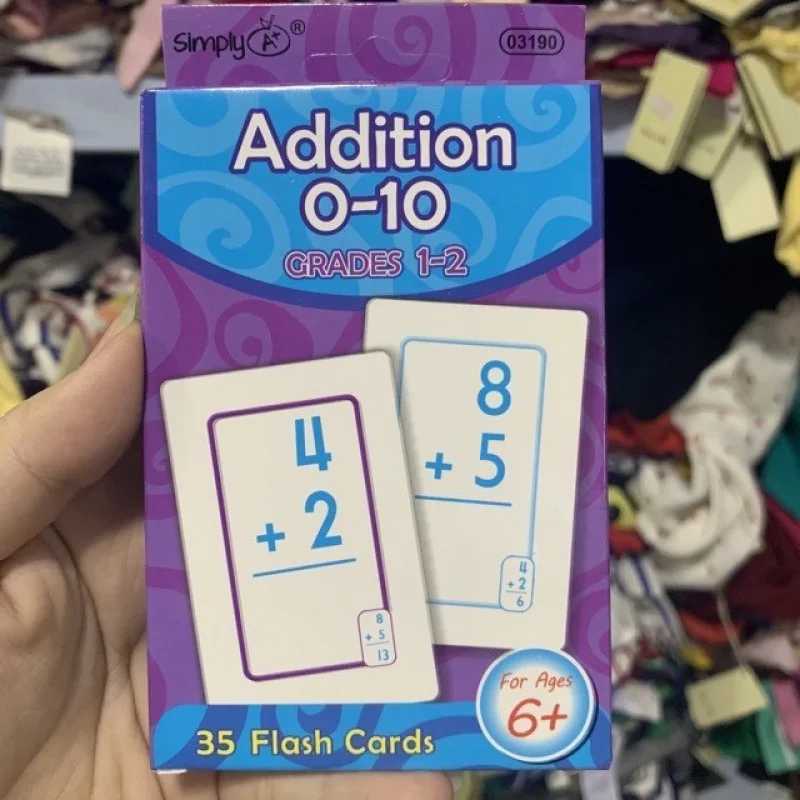 Simply A+®
03190
Addition
0-10
GRADES 1-2
4
+ 2
8
+ 5
13
8
+ 5
4
+ 2
6
For Ages
6+
35 Flash Cards